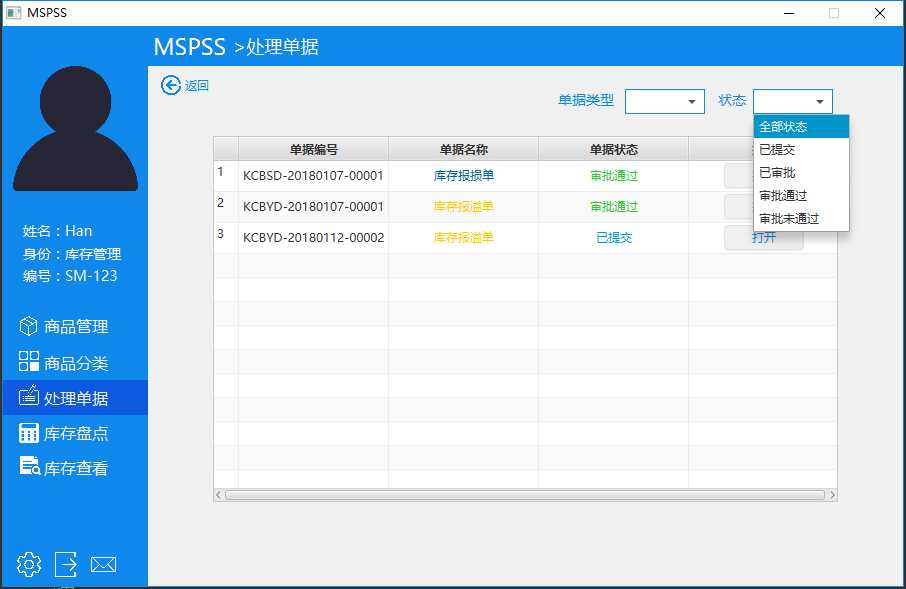 MSPSS
MSPSS >处理单据
返回
单据类型
状态
全部状态
已提交
已审批
审批通过
审批未通过
姓名：Han
身份：库存管理
编号：SM-123
商品管理
商品分类
处理单据
库存盘点
库存查看
单据编号 单据名称 单据状态
1 KCBSD-20180107-00001 库存报损单 审批通过
2 KCBYD-20180107-00001 库存报溢单 审批通过
3 KCBYD-20180112-00002 库存报溢单 已提交 打开